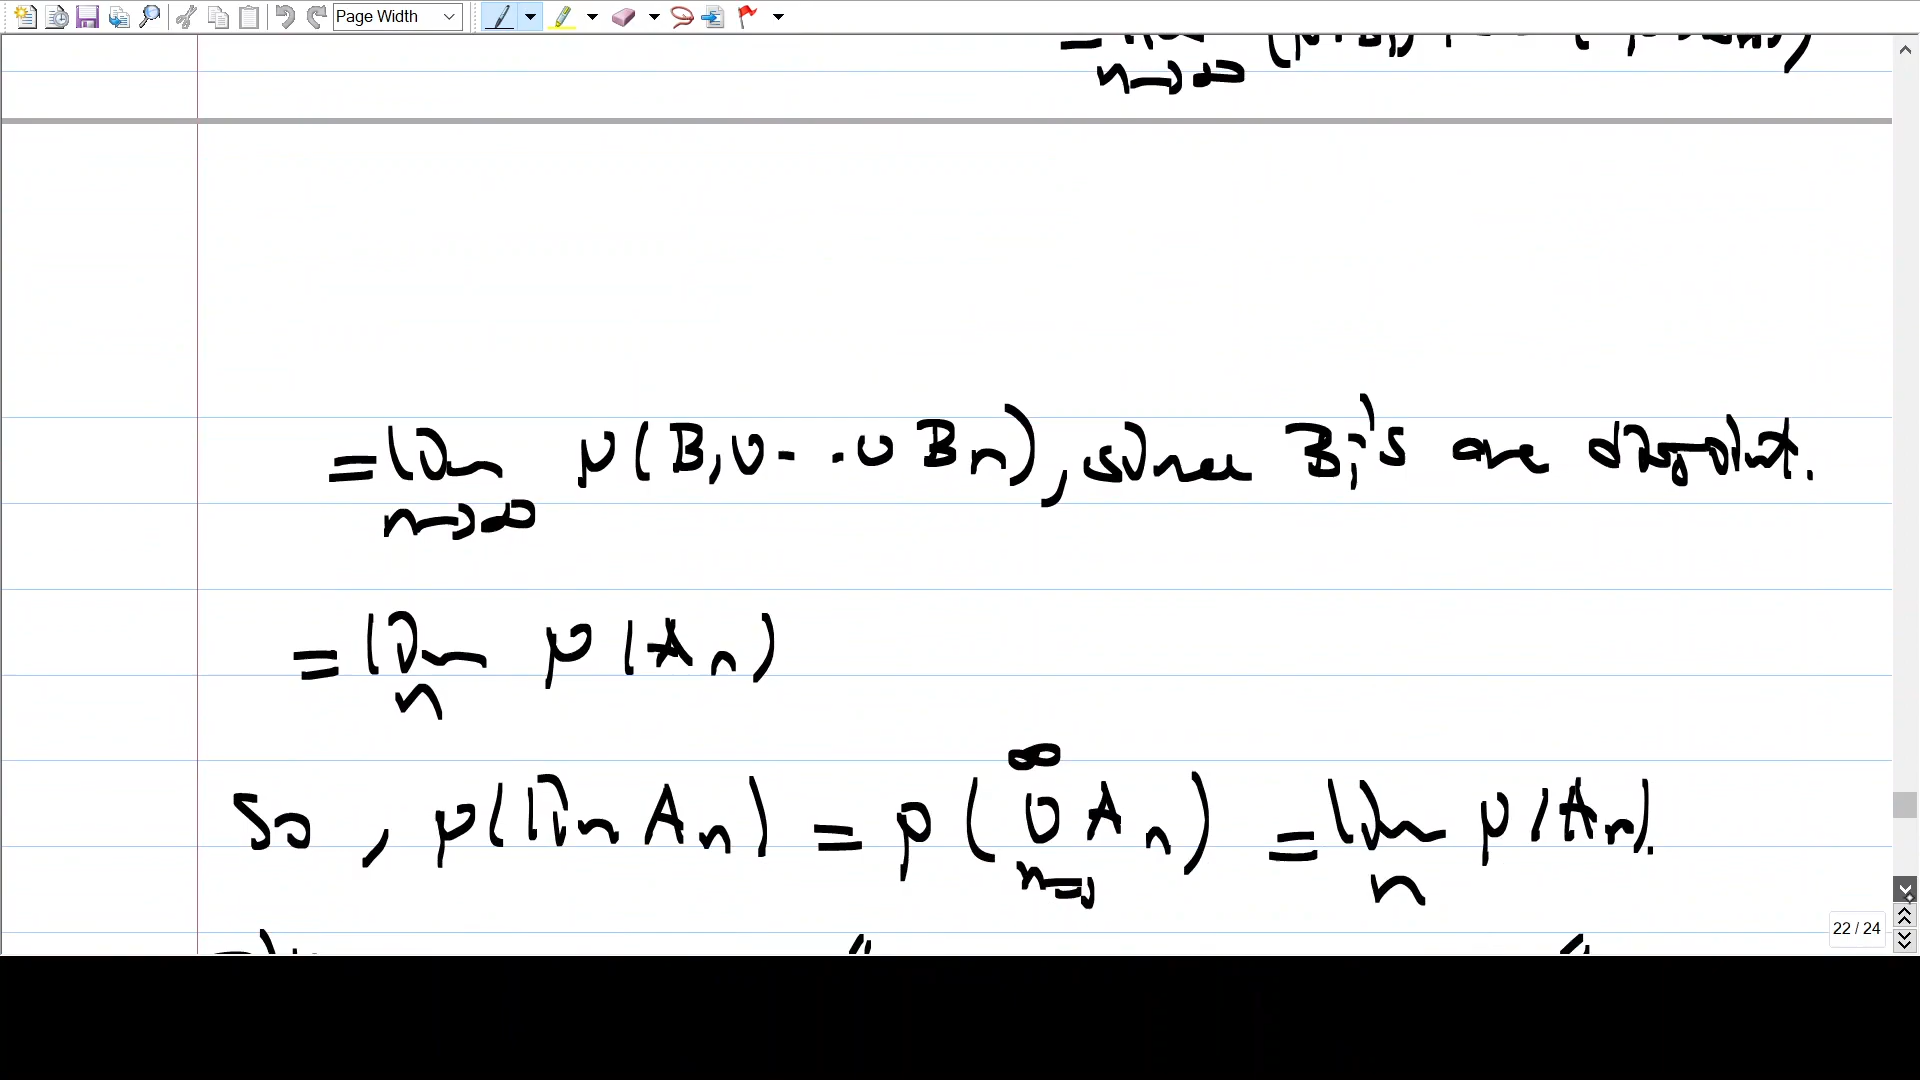 Page Width
n→∞
= lim μ(B₁∪- -∪Bₙ), since Bᵢ's are disjoint.
n→∞
= lim μ(Aₙ)
n
So, μ(lim Aₙ) = μ(∞∪n=1 Aₙ) = lim μ(Aₙ).
n
22 / 24